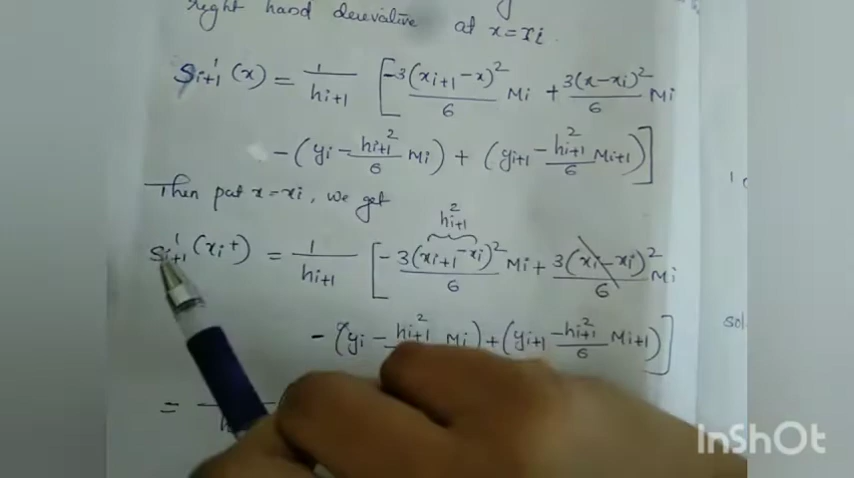 right hand derevative at x=xi.
S'i+1 (x) = 1/hi+1 [-3(xi+1-x)²/6 Mi + 3(x-xi)²/6 Mi
-(yi - h²i+1/6 Mi) + (yi+1 - h²i+1/6 Mi+1)]
Then put x=xi, we get
h²i+1
S'i+1 (xi+) = 1/hi+1 [-3(xi+1-xi)²/6 Mi + 3(xi-xi)²/6 Mi
-(yi - h²i+1 Mi) + (yi+1 - h²i+1/6 Mi+1)]
=
sol
InShOt